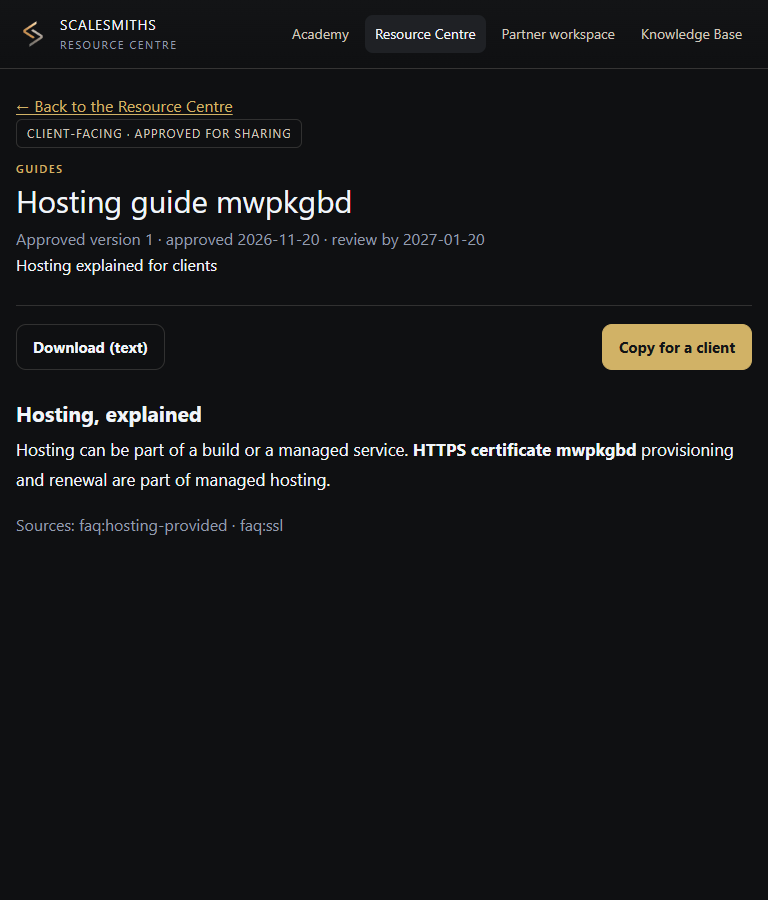 SCALESMITHS
RESOURCE CENTRE
Academy
Resource Centre
Partner workspace
Knowledge Base
← Back to the Resource Centre
CLIENT-FACING · APPROVED FOR SHARING
GUIDES
Hosting guide mwpkgbd
Approved version 1 · approved 2026-11-20 · review by 2027-01-20
Hosting explained for clients
Download (text)
Copy for a client
Hosting, explained
Hosting can be part of a build or a managed service. HTTPS certificate mwpkgbd provisioning
and renewal are part of managed hosting.
Sources: faq:hosting-provided · faq:ssl